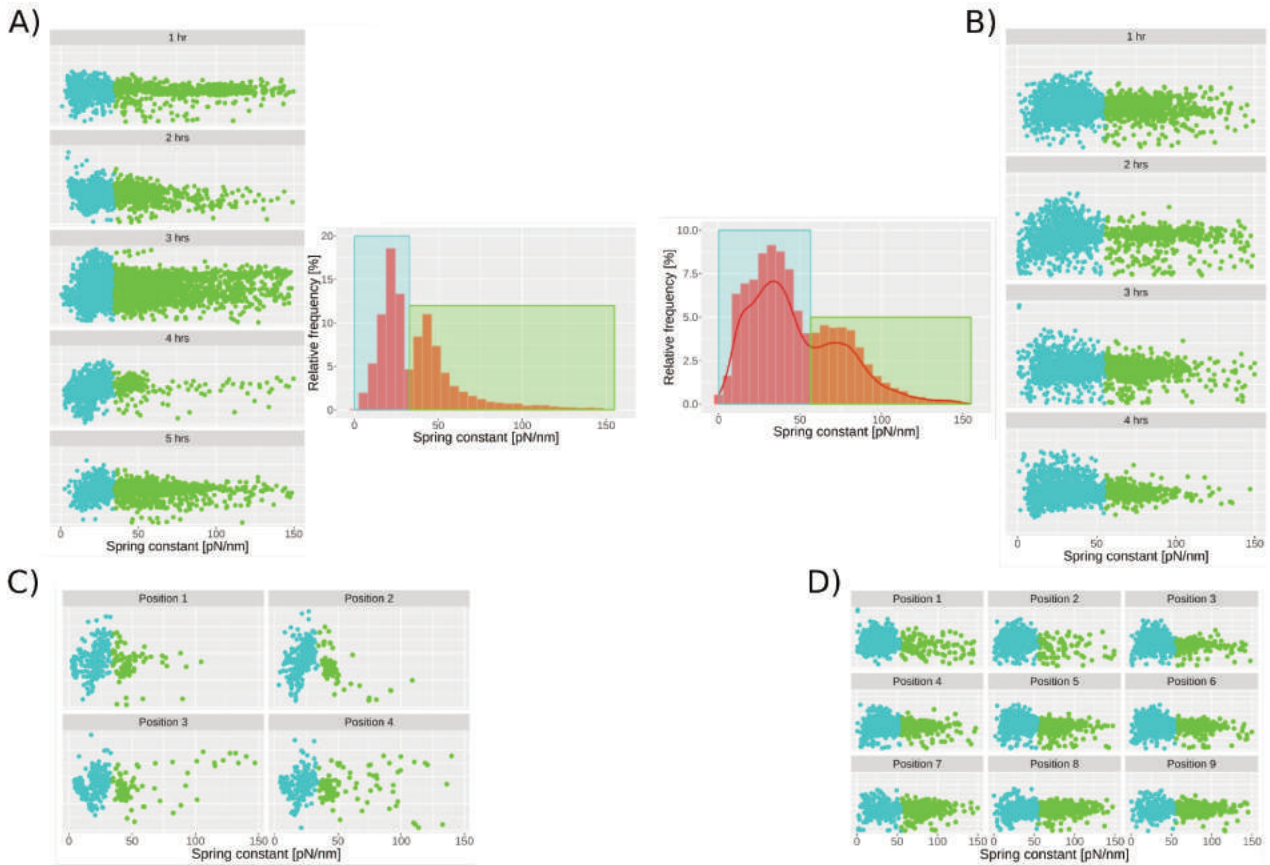 A)
1 hr
2 hrs
3 hrs
4 hrs
5 hrs
0 50 100 150
Spring constant [pN/nm]
Relative frequency [%]
20
15
10
5
0
0 50 100 150
Spring constant [pN/nm]
Relative frequency [%]
10.0
7.5
5.0
2.5
0.0
0 50 100 150
Spring constant [pN/nm]
B)
1 hr
2 hrs
3 hrs
4 hrs
0 50 100 150
Spring constant [pN/nm]
C)
Position 1 Position 2
Position 3 Position 4
0 50 100 150 0 50 100 150
Spring constant [pN/nm]
D)
Position 1 Position 2 Position 3
Position 4 Position 5 Position 6
Position 7 Position 8 Position 9
0 50 100 150 0 50 100 150 0 50 100 150
Spring constant [pN/nm]